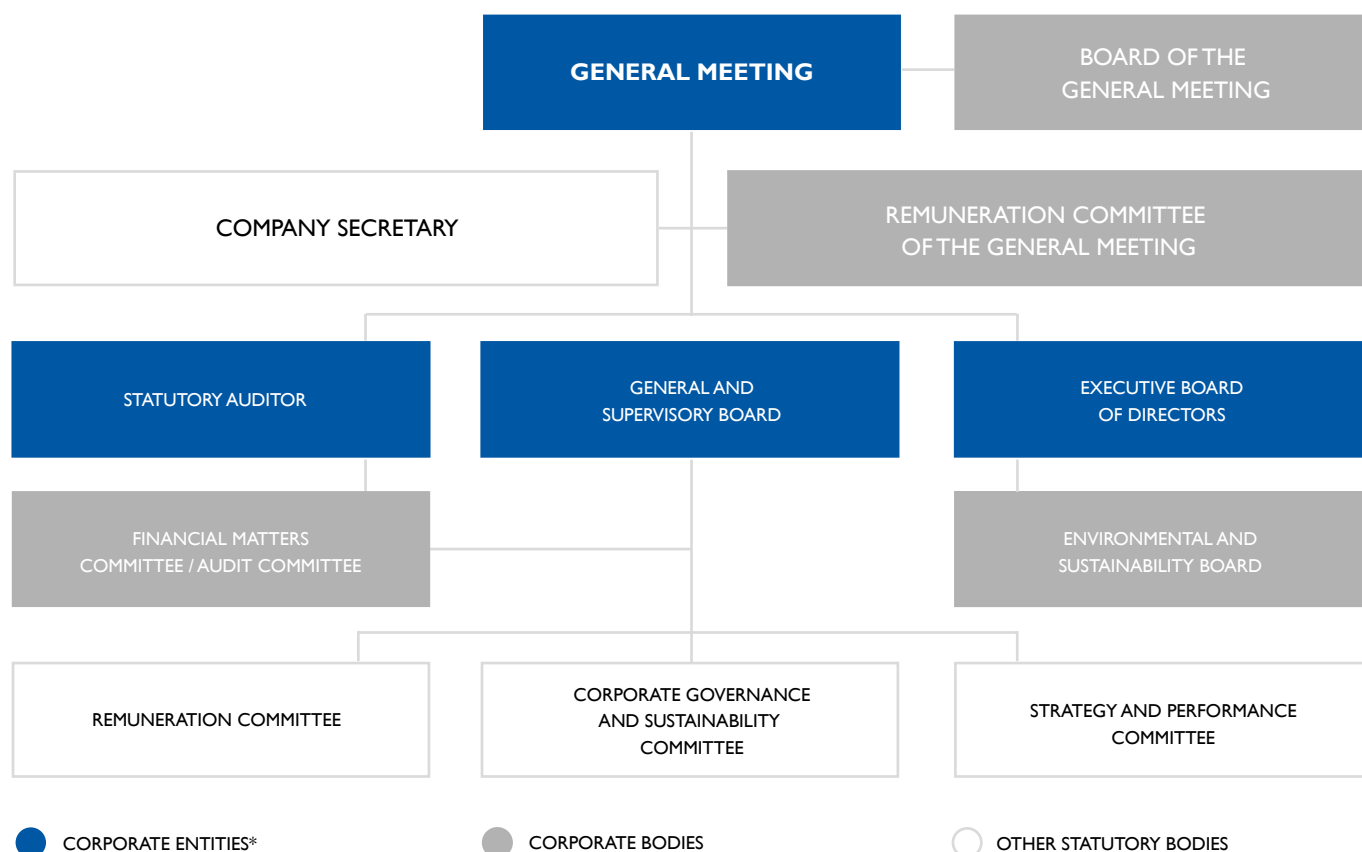 GENERAL MEETING
BOARD OF THE
GENERAL MEETING
COMPANY SECRETARY
REMUNERATION COMMITTEE
OF THE GENERAL MEETING
STATUTORY AUDITOR
GENERAL AND
SUPERVISORY BOARD
EXECUTIVE BOARD
OF DIRECTORS
FINANCIAL MATTERS
COMMITTEE / AUDIT COMMITTEE
ENVIRONMENTAL AND
SUSTAINABILITY BOARD
REMUNERATION COMMITTEE
CORPORATE GOVERNANCE
AND SUSTAINABILITY
COMMITTEE
STRATEGY AND PERFORMANCE
COMMITTEE
CORPORATE ENTITIES*
CORPORATE BODIES
OTHER STATUTORY BODIES